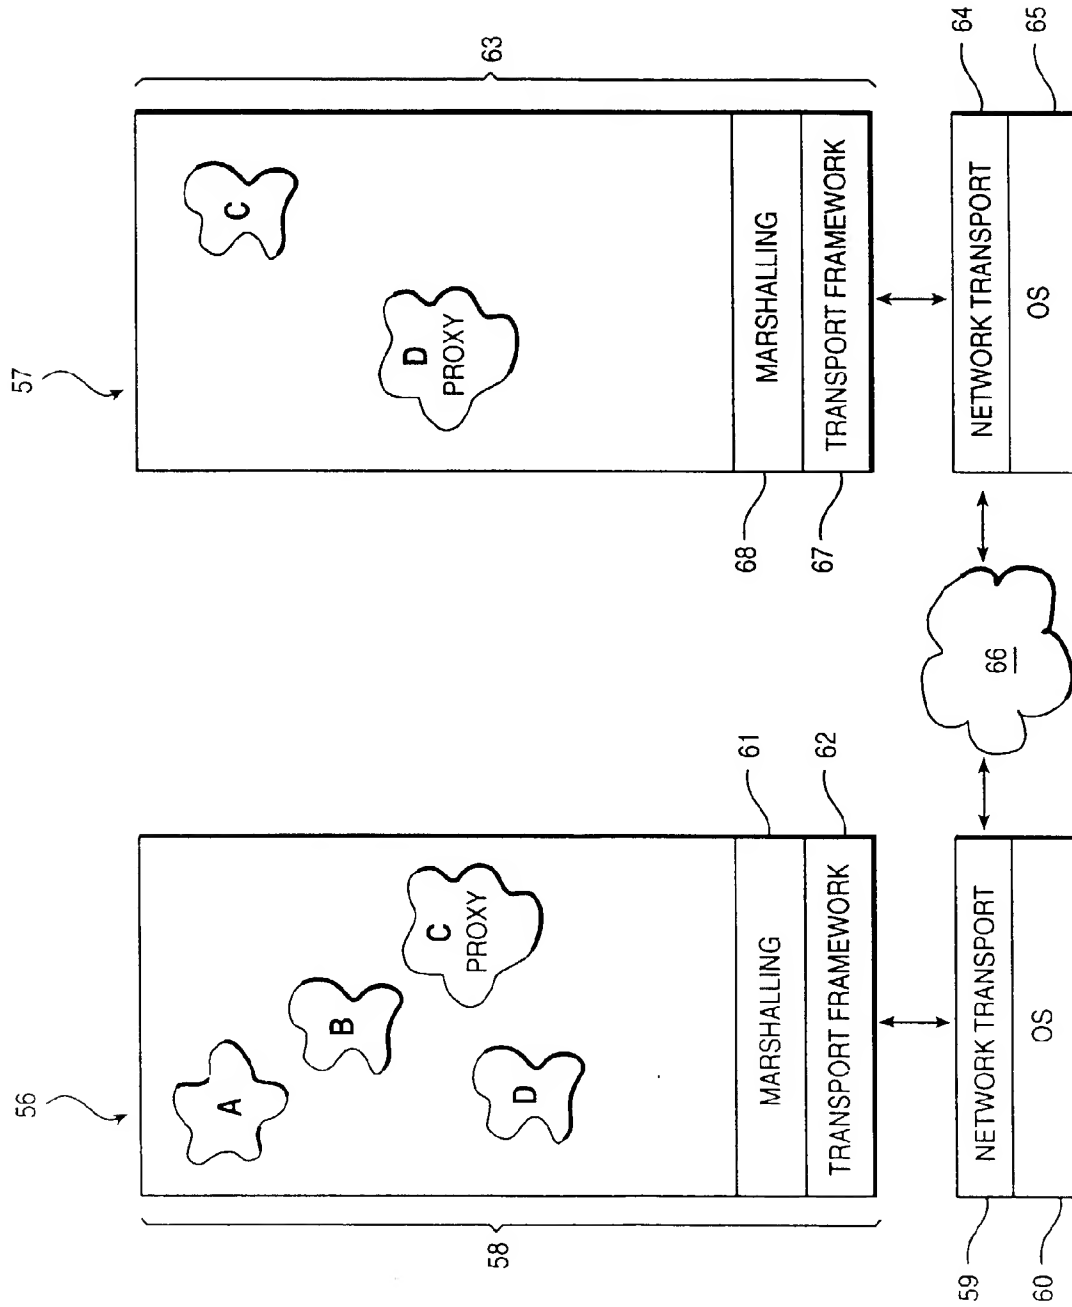 56
A
B
C
PROXY
D
58
MARSHALLING
61
TRANSPORT FRAMEWORK
62
NETWORK TRANSPORT
59
OS
60
66
57
C
D
PROXY
63
MARSHALLING
68
TRANSPORT FRAMEWORK
67
NETWORK TRANSPORT
64
OS
65